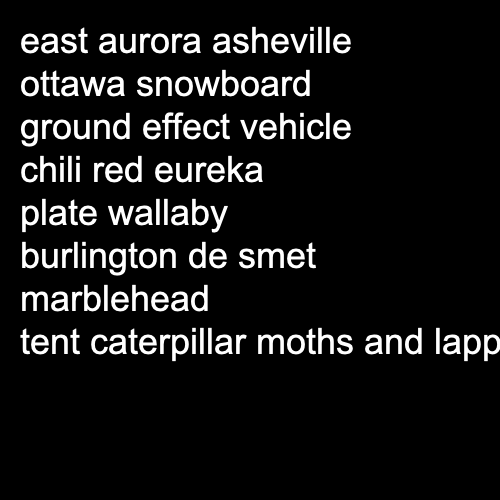 east aurora asheville
ottawa snowboard
ground effect vehicle
chili red eureka
plate wallaby
burlington de smet
marblehead
tent caterpillar moths and lapp